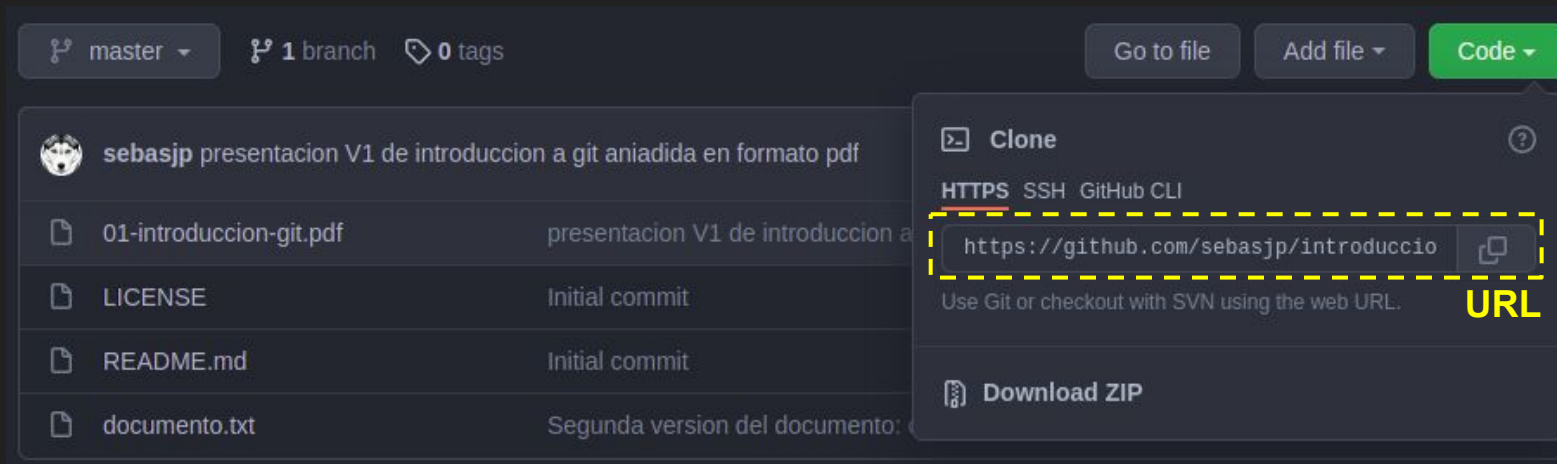 master 1 branch 0 tags Go to file Add file Code
sebasjp presentacion V1 de introduccion a git aniadida en formato pdf
Clone
HTTPS SSH GitHub CLI
01-introduccion-git.pdf presentacion V1 de introduccion a
https://github.com/sebasjp/introduccio
LICENSE Initial commit
Use Git or checkout with SVN using the web URL.
URL
README.md Initial commit
Download ZIP
documento.txt Segunda version del documento: